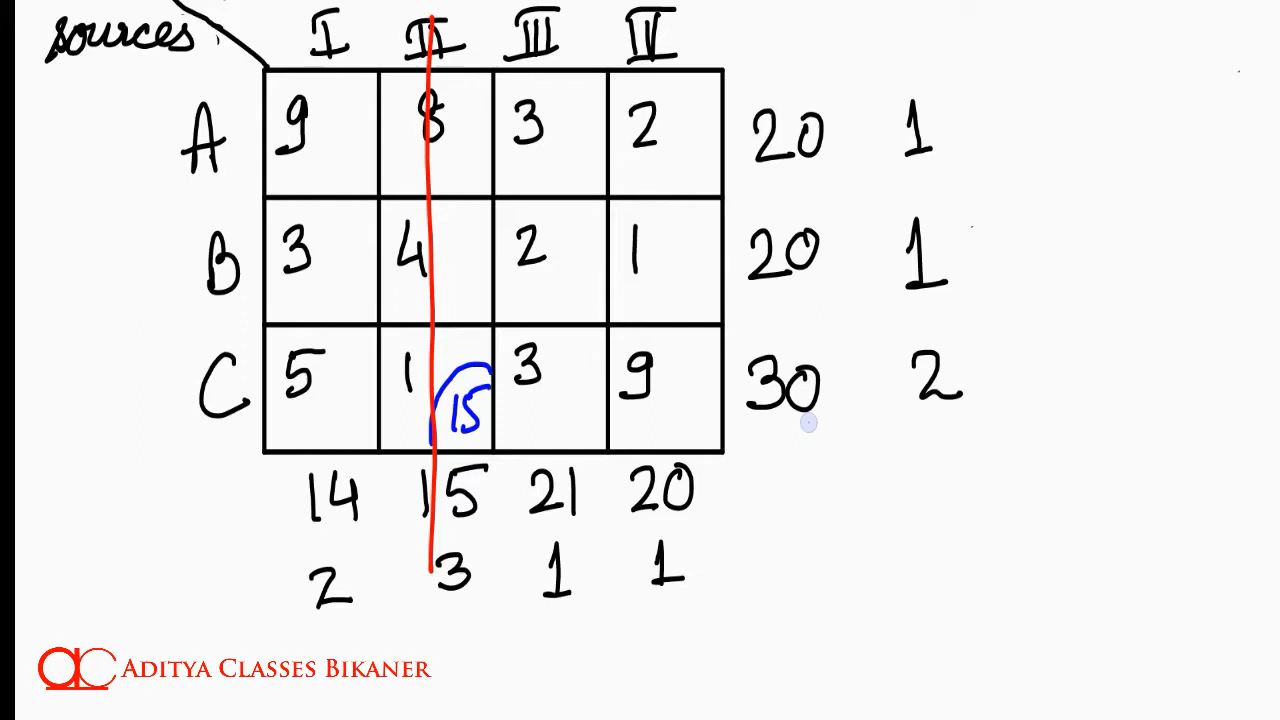 sources
I II III IV
A 9 8 3 2 20 1
B 3 4 2 1 20 1
C 5 1 15 3 9 30 2
14 15 21 20
2 3 1 1
ac ADITYA CLASSES BIKANER